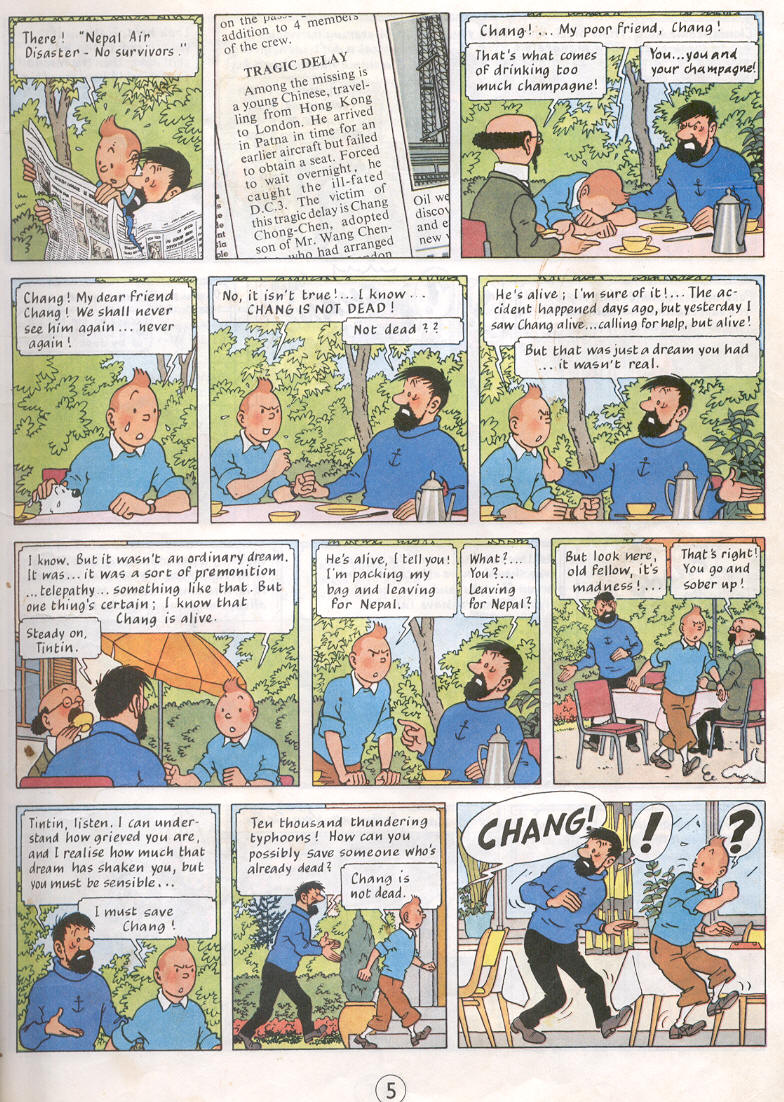 There! "Nepal Air
Disaster - No survivors."
on the passe
addition to 4 members
of the crew.
TRAGIC DELAY
Among the missing is
a young Chinese, travel-
ling from Hong Kong
to London. He arrived
in Patna in time for an
earlier aircraft but failed
to obtain a seat. Forced
to wait overnight, he
caught the ill-fated
D.C.3. The victim of
this tragic delay is Chang
Chong-Chen, adopted
son of Mr. Wang Chen-
who had arranged
Oil we
discov
and e
new
Chang! ... My poor friend, Chang!
That's what comes
of drinking too
much champagne!
You...you and
your champagne!
Chang! My dear friend
Chang! We shall never
see him again ... never
again!
No, it isn't true!... I know ...
CHANG IS NOT DEAD!
Not dead??
He's alive; I'm sure of it!... The ac-
cident happened days ago, but yesterday I
saw Chang alive...calling for help, but alive!
But that was just a dream you had
... it wasn't real.
I know. But it wasn't an ordinary dream.
It was... it was a sort of premonition
...telepathy...something like that. But
one thing's certain; I know that
Chang is alive.
Steady on,
Tintin.
He's alive, I tell you!
I'm packing my
bag and leaving
for Nepal.
What?...
You?...
Leaving
for Nepal?
But look here,
old fellow, it's
madness!...
That's right!
You go and
sober up!
Tintin, listen. I can under-
stand how grieved you are,
and I realise how much that
dream has shaken you, but
you must be sensible...
I must save
Chang!
Ten thousand thundering
typhoons! How can you
possibly save someone who's
already dead?
Chang is
not dead.
CHANG!
!
?
5